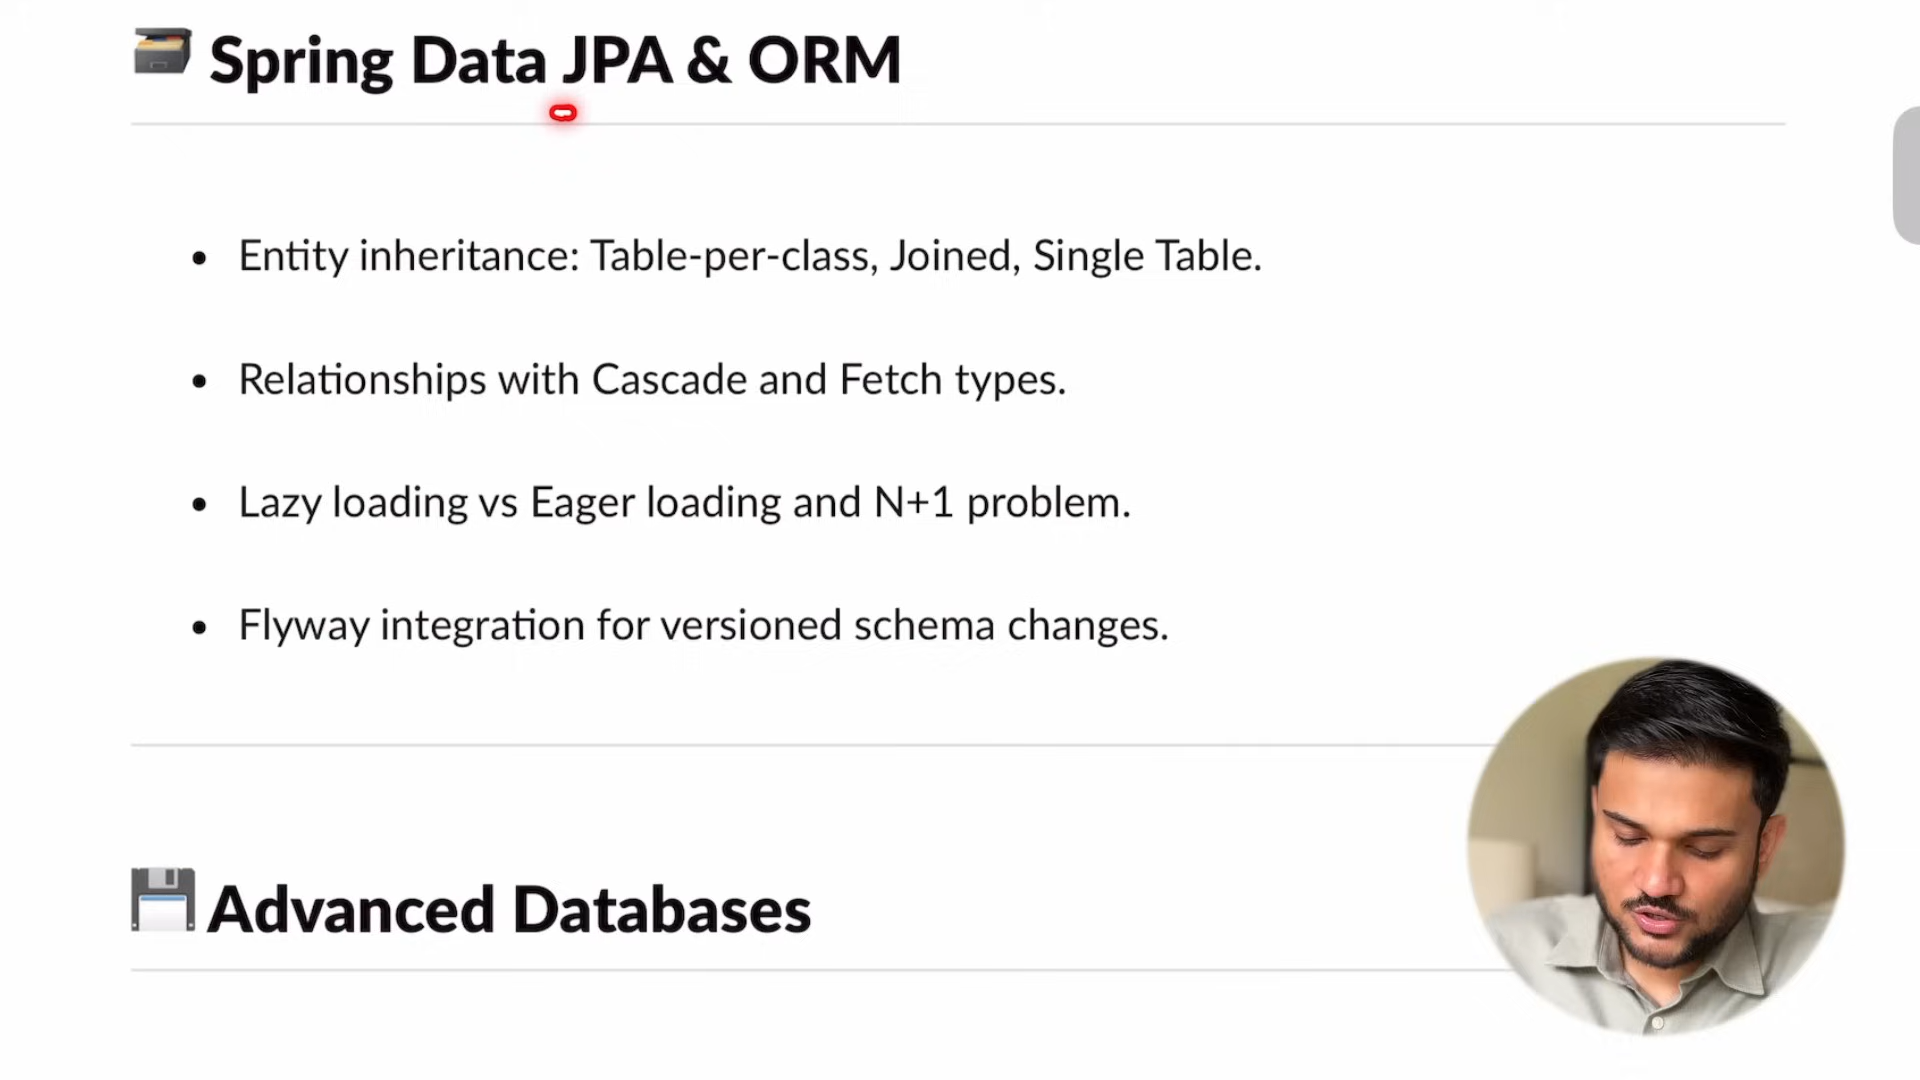 Spring Data JPA & ORM
• Entity inheritance: Table-per-class, Joined, Single Table.
• Relationships with Cascade and Fetch types.
• Lazy loading vs Eager loading and N+1 problem.
• Flyway integration for versioned schema changes.
Advanced Databases